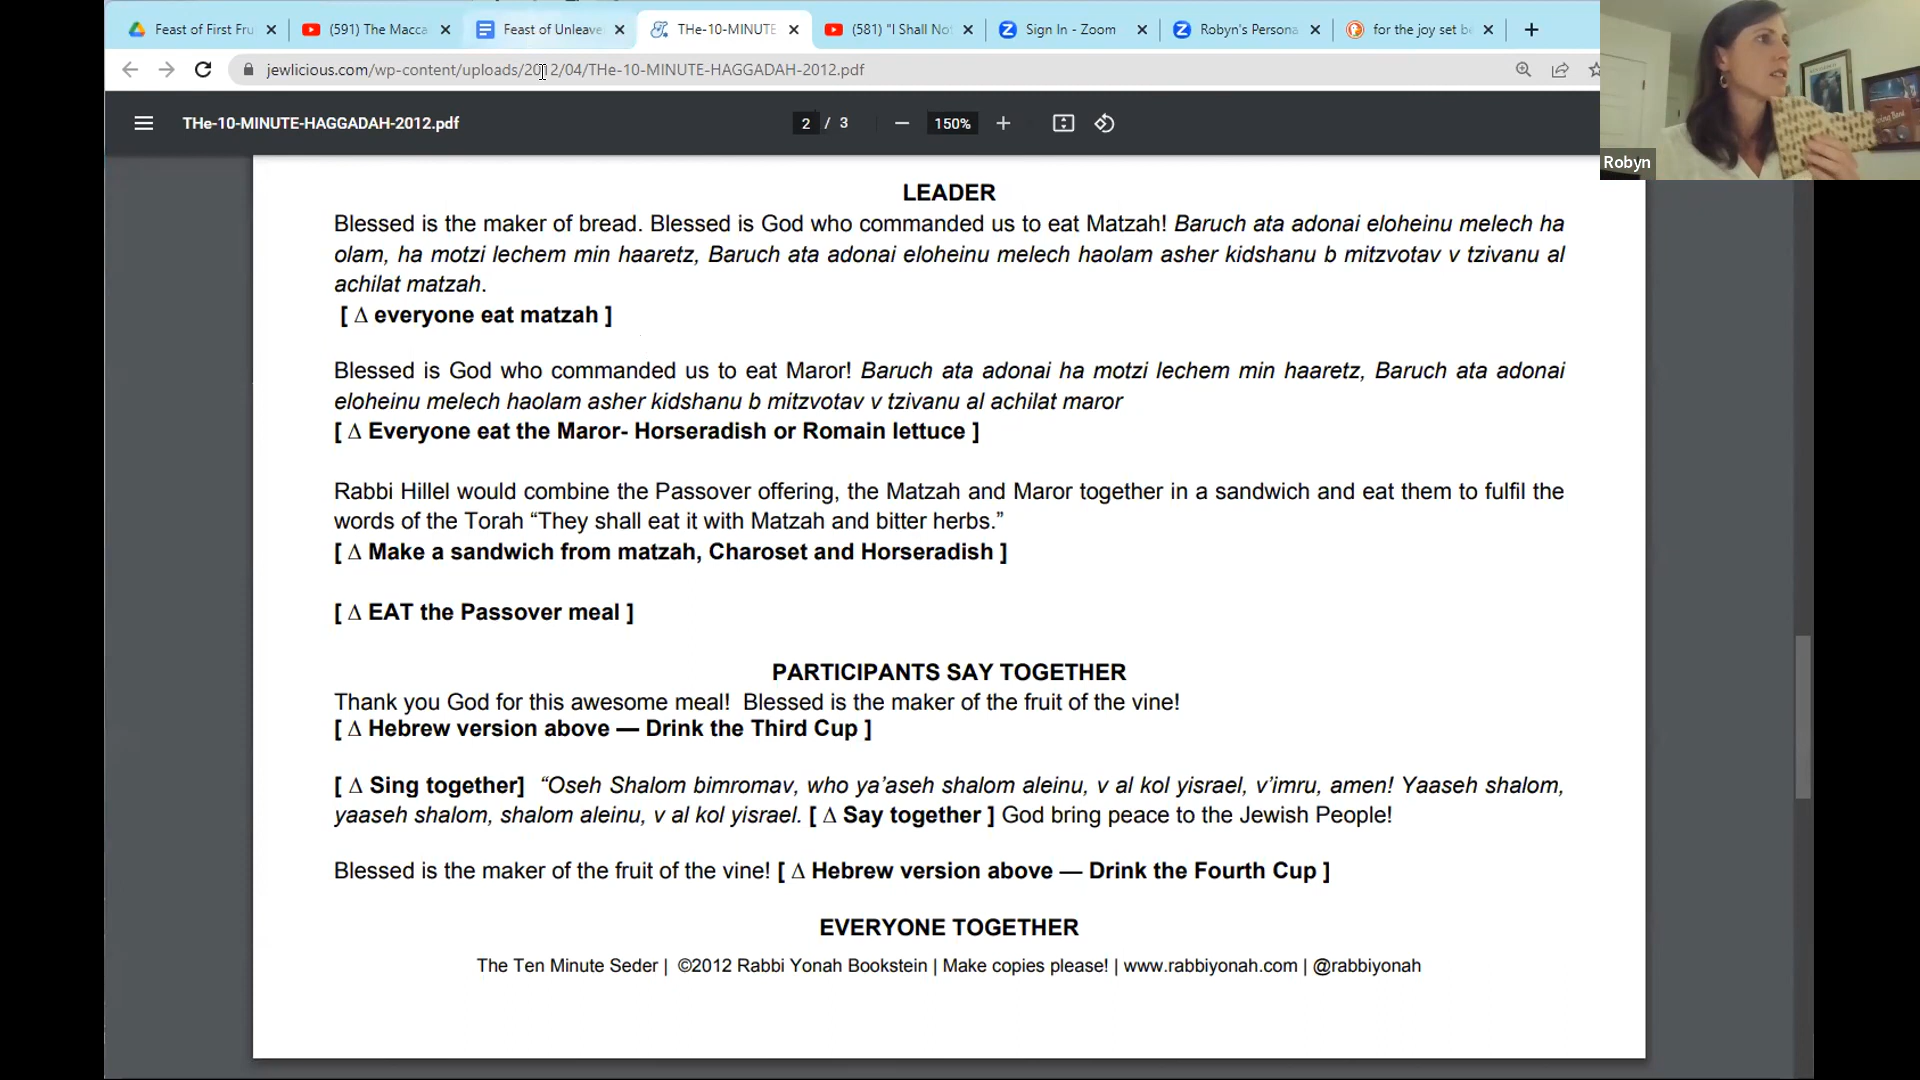 Feast of First Fru
(591) The Macca
Feast of Unleave
THe-10-MINUTE
(581) "I Shall No
Sign In - Zoom
Robyn's Persona
for the joy set be
jewlicious.com/wp-content/uploads/2012/04/THe-10-MINUTE-HAGGADAH-2012.pdf
THe-10-MINUTE-HAGGADAH-2012.pdf
2 / 3
150%
Robyn
LEADER
Blessed is the maker of bread. Blessed is God who commanded us to eat Matzah! Baruch ata adonai eloheinu melech ha
olam, ha motzi lechem min haaretz, Baruch ata adonai eloheinu melech haolam asher kidshanu b mitzvotav v tzivanu al
achilat matzah.
[ Δ everyone eat matzah ]
Blessed is God who commanded us to eat Maror! Baruch ata adonai ha motzi lechem min haaretz, Baruch ata adonai
eloheinu melech haolam asher kidshanu b mitzvotav v tzivanu al achilat maror
[ Δ Everyone eat the Maror- Horseradish or Romain lettuce ]
Rabbi Hillel would combine the Passover offering, the Matzah and Maror together in a sandwich and eat them to fulfil the
words of the Torah “They shall eat it with Matzah and bitter herbs.”
[ Δ Make a sandwich from matzah, Charoset and Horseradish ]
[ Δ EAT the Passover meal ]
PARTICIPANTS SAY TOGETHER
Thank you God for this awesome meal! Blessed is the maker of the fruit of the vine!
[ Δ Hebrew version above — Drink the Third Cup ]
[ Δ Sing together] “Oseh Shalom bimromav, who ya’aseh shalom aleinu, v al kol yisrael, v’imru, amen! Yaaseh shalom,
yaaseh shalom, shalom aleinu, v al kol yisrael. [ Δ Say together ] God bring peace to the Jewish People!
Blessed is the maker of the fruit of the vine! [ Δ Hebrew version above — Drink the Fourth Cup ]
EVERYONE TOGETHER
The Ten Minute Seder | ©2012 Rabbi Yonah Bookstein | Make copies please! | www.rabbiyonah.com | @rabbiyonah